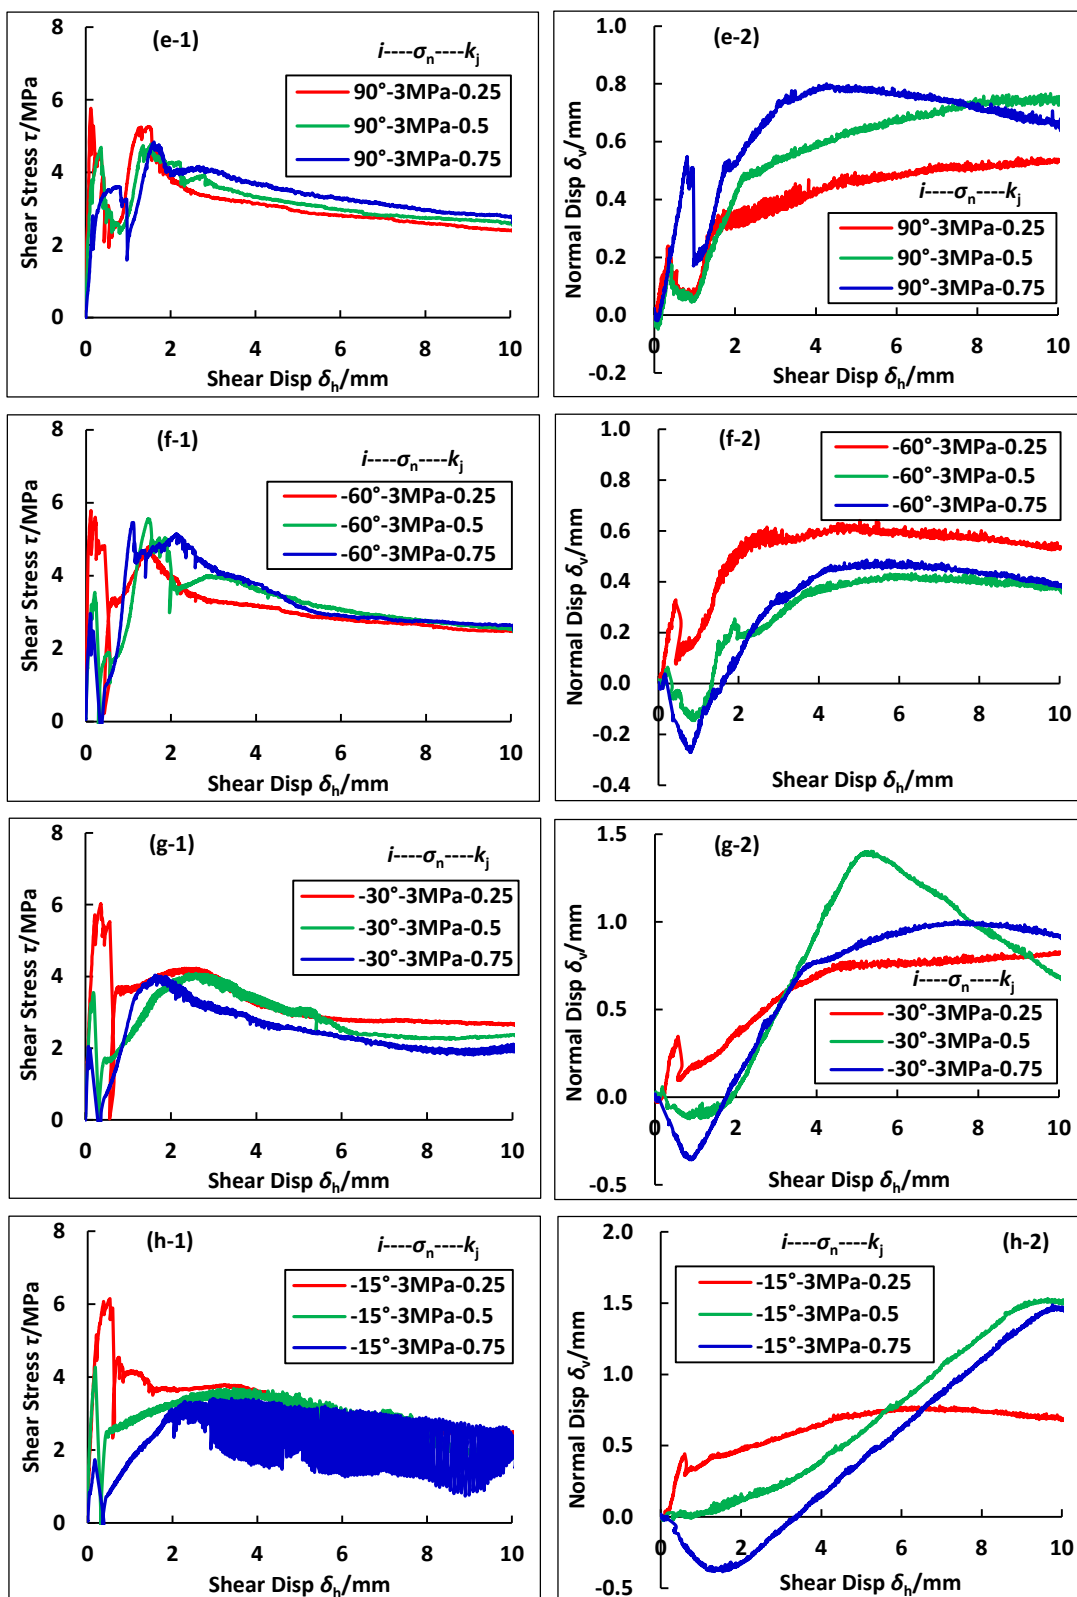 (e-1)
i----σn----kj
90°-3MPa-0.25
90°-3MPa-0.5
90°-3MPa-0.75
Shear Stress τ/MPa
8
6
4
2
0
0 2 4 6 8 10
Shear Disp δh/mm
(e-2)
1.0
0.8
0.6
0.4
0.2
0.0
-0.2
Normal Disp δv/mm
i----σn----kj
90°-3MPa-0.25
90°-3MPa-0.5
90°-3MPa-0.75
0 2 4 6 8 10
Shear Disp δh/mm
(f-1)
i----σn----kj
-60°-3MPa-0.25
-60°-3MPa-0.5
-60°-3MPa-0.75
Shear Stress τ/MPa
8
6
4
2
0
0 2 4 6 8 10
Shear Disp δh/mm
(f-2)
-60°-3MPa-0.25
-60°-3MPa-0.5
-60°-3MPa-0.75
Normal Disp δv/mm
1.0
0.8
0.6
0.4
0.2
0.0
-0.2
-0.4
0 2 4 6 8 10
Shear Disp δh/mm
(g-1)
i----σn----kj
-30°-3MPa-0.25
-30°-3MPa-0.5
-30°-3MPa-0.75
Shear Stress τ/MPa
8
6
4
2
0
0 2 4 6 8 10
Shear Disp δh/mm
(g-2)
1.5
1.0
0.5
0.0
-0.5
Normal Disp δv/mm
i----σn----kj
-30°-3MPa-0.25
-30°-3MPa-0.5
-30°-3MPa-0.75
0 2 4 6 8 10
Shear Disp δh/mm
(h-1)
i----σn----kj
-15°-3MPa-0.25
-15°-3MPa-0.5
-15°-3MPa-0.75
Shear Stress τ/MPa
8
6
4
2
0
0 2 4 6 8 10
Shear Disp δh/mm
i----σn----kj
(h-2)
-15°-3MPa-0.25
-15°-3MPa-0.5
-15°-3MPa-0.75
Normal Disp δv/mm
2.0
1.5
1.0
0.5
0.0
-0.5
0 2 4 6 8 10
Shear Disp δh/mm